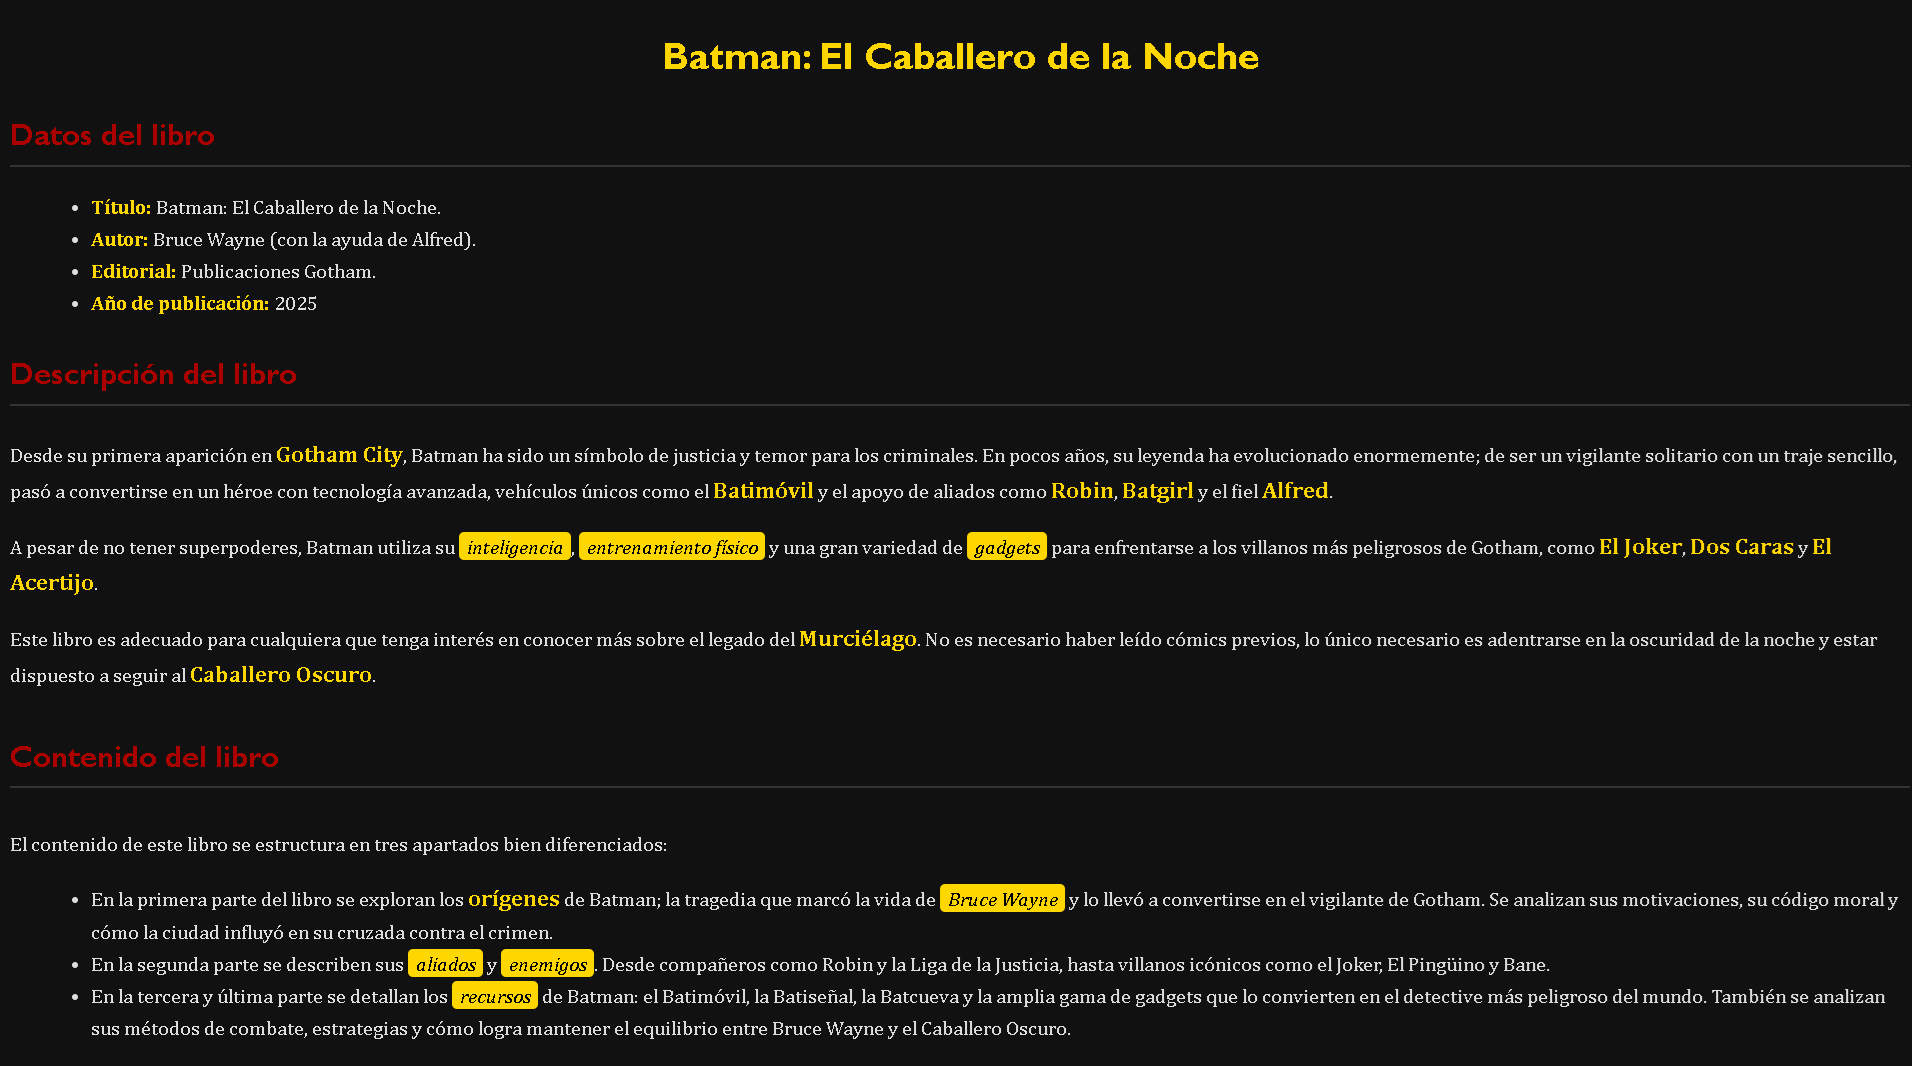 Batman: El Caballero de la Noche
Datos del libro
• Título: Batman: El Caballero de la Noche.
• Autor: Bruce Wayne (con la ayuda de Alfred).
• Editorial: Publicaciones Gotham.
• Año de publicación: 2025
Descripción del libro
Desde su primera aparición en Gotham City, Batman ha sido un símbolo de justicia y temor para los criminales. En pocos años, su leyenda ha evolucionado enormemente; de ser un vigilante solitario con un traje sencillo,
pasó a convertirse en un héroe con tecnología avanzada, vehículos únicos como el Batimóvil y el apoyo de aliados como Robin, Batgirl y el fiel Alfred.
A pesar de no tener superpoderes, Batman utiliza su inteligencia, entrenamiento físico y una gran variedad de gadgets para enfrentarse a los villanos más peligrosos de Gotham, como El Joker, Dos Caras y El
Acertijo.
Este libro es adecuado para cualquiera que tenga interés en conocer más sobre el legado del Murciélago. No es necesario haber leído cómics previos, lo único necesario es adentrarse en la oscuridad de la noche y estar
dispuesto a seguir al Caballero Oscuro.
Contenido del libro
El contenido de este libro se estructura en tres apartados bien diferenciados:
• En la primera parte del libro se exploran los orígenes de Batman; la tragedia que marcó la vida de Bruce Wayne y lo llevó a convertirse en el vigilante de Gotham. Se analizan sus motivaciones, su código moral y
cómo la ciudad influyó en su cruzada contra el crimen.
• En la segunda parte se describen sus aliados y enemigos. Desde compañeros como Robin y la Liga de la Justicia, hasta villanos icónicos como el Joker, El Pingüino y Bane.
• En la tercera y última parte se detallan los recursos de Batman: el Batimóvil, la Batiseñal, la Batcueva y la amplia gama de gadgets que lo convierten en el detective más peligroso del mundo. También se analizan
sus métodos de combate, estrategias y cómo logra mantener el equilibrio entre Bruce Wayne y el Caballero Oscuro.